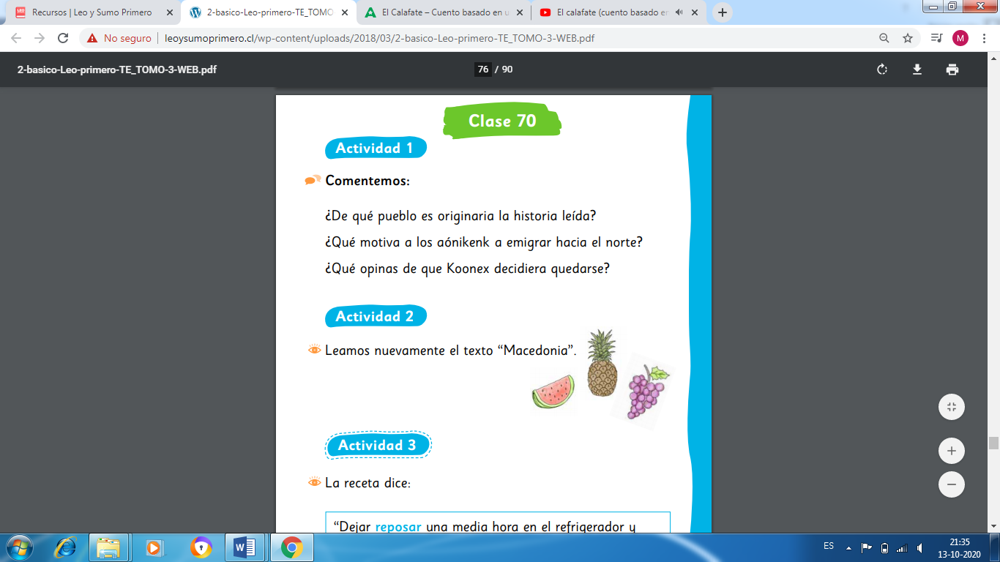 Recursos | Leo y Sumo Primero
2-basico-Leo-primero-TE_TOMO
El Calafate – Cuento basado en u
El calafate (cuento basado en
No seguro | leoysumoprimero.cl/wp-content/uploads/2018/03/2-basico-Leo-primero-TE_TOMO-3-WEB.pdf
M
2-basico-Leo-primero-TE_TOMO-3-WEB.pdf
76 / 90
Clase 70
Actividad 1
Comentemos:
¿De qué pueblo es originaria la historia leída?
¿Qué motiva a los aónikenk a emigrar hacia el norte?
¿Qué opinas de que Koonex decidiera quedarse?
Actividad 2
Leamos nuevamente el texto “Macedonia”.
Actividad 3
La receta dice:
“Dejar reposar una media hora en el refrigerador y
ES
21:35
13-10-2020